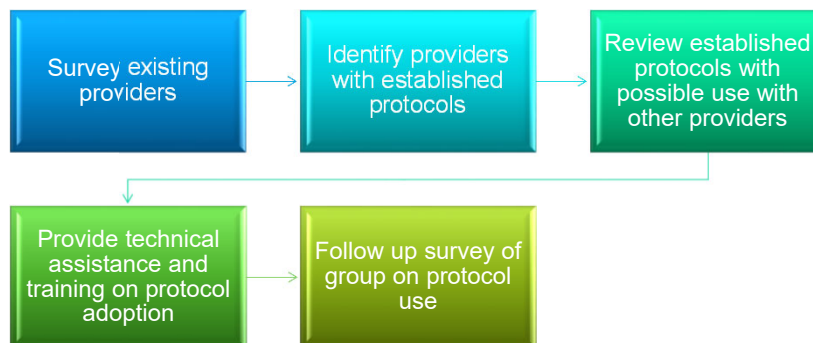 Survey existing
providers
Identify providers
with established
protocols
Review established
protocols with
possible use with
other providers
Provide technical
assistance and
training on protocol
adoption
Follow up survey of
group on protocol
use